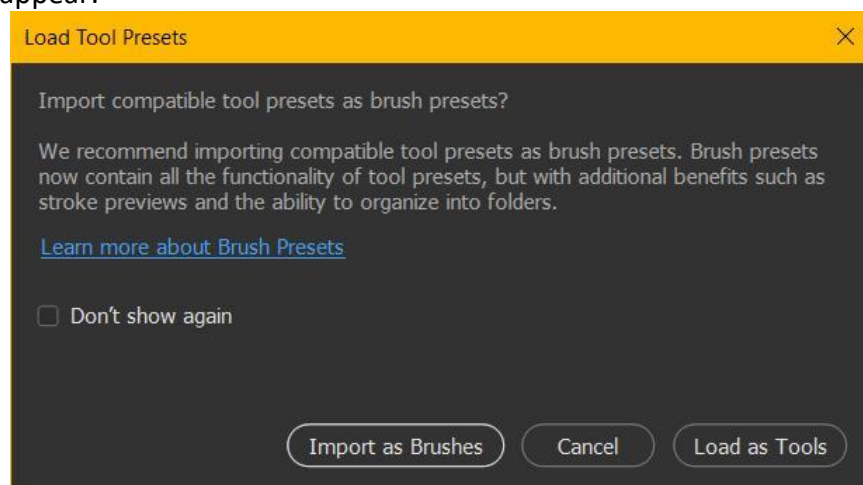 appear:
Load Tool Presets
Import compatible tool presets as brush presets?
We recommend importing compatible tool presets as brush presets. Brush presets
now contain all the functionality of tool presets, but with additional benefits such as
stroke previews and the ability to organize into folders.
Learn more about Brush Presets
Don't show again
Import as Brushes Cancel Load as Tools